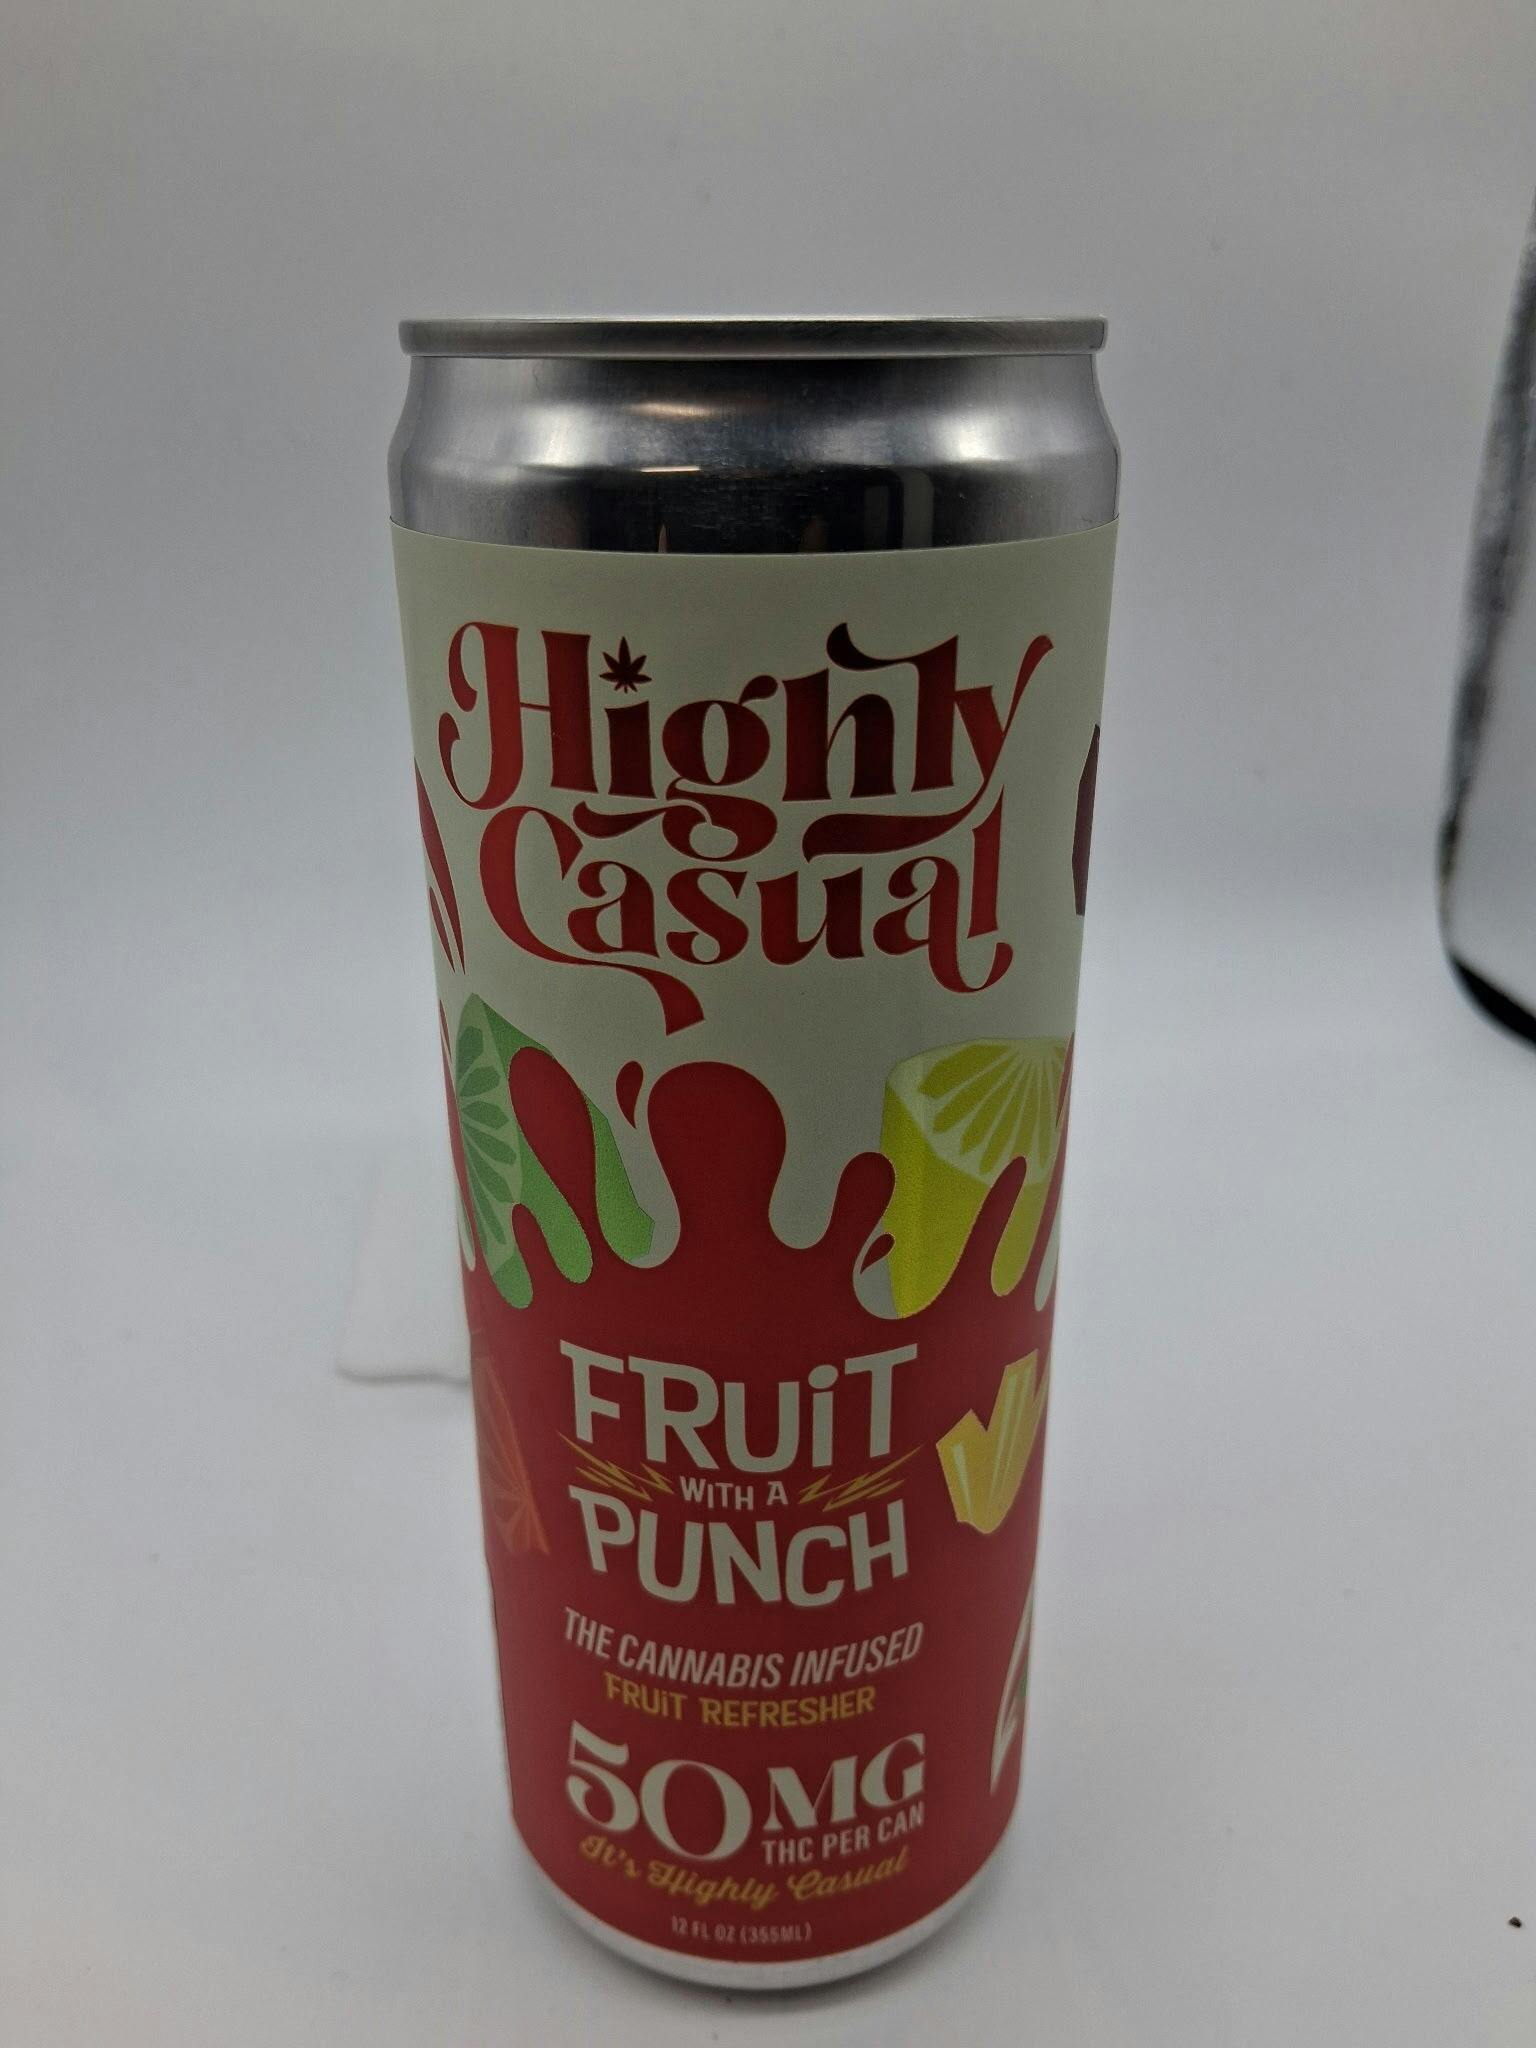 Highly
Casual
FRUiT
WiTH A
PUNCH
THE CANNABIS INFUSED
FRUiT REFRESHER
50 MG
THC PER CAN
It's Highly Casual
12 FL OZ (355ML)